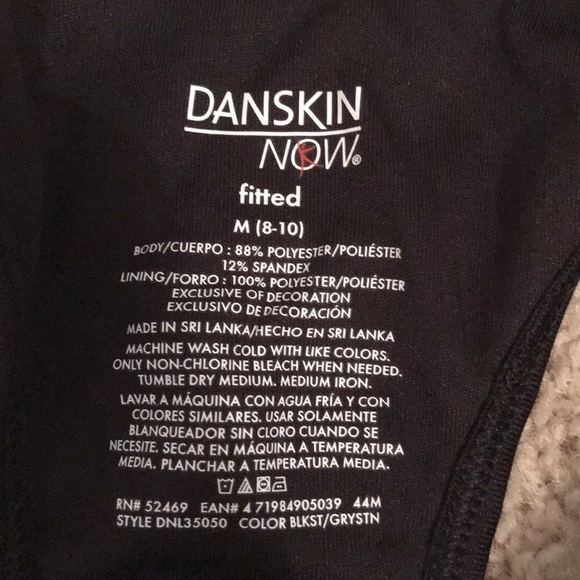 DANSKIN
NOW®
fitted
M (8-10)
BODY/CUERPO : 88% POLYESTER/POLIÉSTER
12% SPANDEX
LINING/FORRO : 100% POLYESTER/POLIÉSTER
EXCLUSIVE OF DECORATION
EXCLUSIVO DE DECORACIÓN
MADE IN SRI LANKA/HECHO EN SRI LANKA
MACHINE WASH COLD WITH LIKE COLORS.
ONLY NON-CHLORINE BLEACH WHEN NEEDED.
TUMBLE DRY MEDIUM. MEDIUM IRON.
LAVAR A MÁQUINA CON AGUA FRÍA Y CON
COLORES SIMILARES. USAR SOLAMENTE
BLANQUEADOR SIN CLORO CUANDO SE
NECESITE. SECAR EN MÁQUINA A TEMPERATURA
MEDIA. PLANCHAR A TEMPERATURA MEDIA.
RN# 52469 EAN# 4 71984905039 44M
STYLE DNL35050 COLOR BLKST/GRYSTN